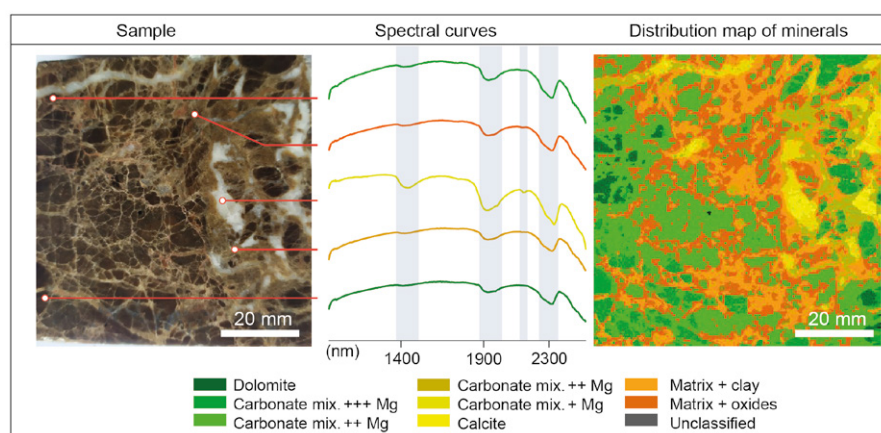 Sample Spectral curves Distribution map of minerals
20 mm
20 mm
(nm) 1400 1900 2300
Dolomite Carbonate mix. ++ Mg Matrix + clay
Carbonate mix. +++ Mg Carbonate mix. + Mg Matrix + oxides
Carbonate mix. ++ Mg Calcite Unclassified